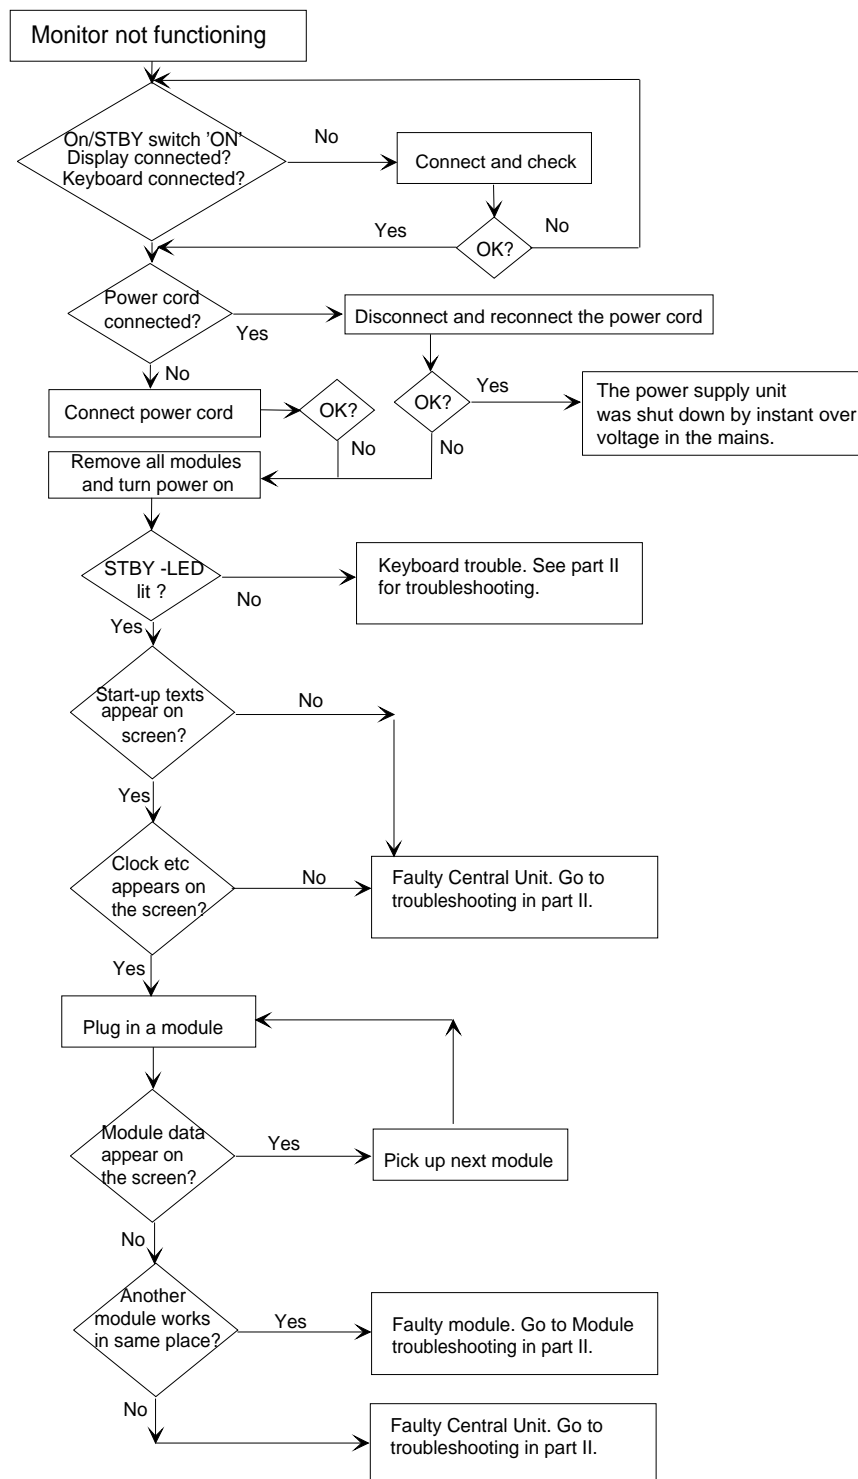 Monitor not functioning
On/STBY switch ’ON’
Display connected?
Keyboard connected?
No
Connect and check
Yes
OK?
No
Power cord
connected?
Yes
Disconnect and reconnect the power cord
No
Connect power cord
OK?
No
OK?
Yes
No
The power supply unit
was shut down by instant over
voltage in the mains.
Remove all modules
and turn power on
STBY -LED
lit ?
No
Keyboard trouble. See part II
for troubleshooting.
Yes
Start-up texts
appear on
screen?
No
Yes
Clock etc
appears on
the screen?
No
Faulty Central Unit. Go to
troubleshooting in part II.
Yes
Plug in a module
Module data
appear on
the screen?
Yes
Pick up next module
No
Another
module works
in same place?
Yes
Faulty module. Go to Module
troubleshooting in part II.
No
Faulty Central Unit. Go to
troubleshooting in part II.